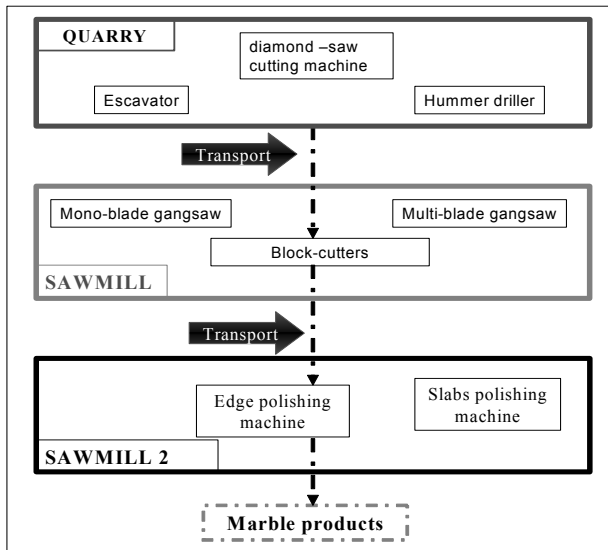 QUARRY
diamond –saw
cutting machine
Escavator
Hummer driller
Transport
Mono-blade gangsaw
Multi-blade gangsaw
Block-cutters
SAWMILL
Transport
Edge polishing
machine
Slabs polishing
machine
SAWMILL 2
Marble products